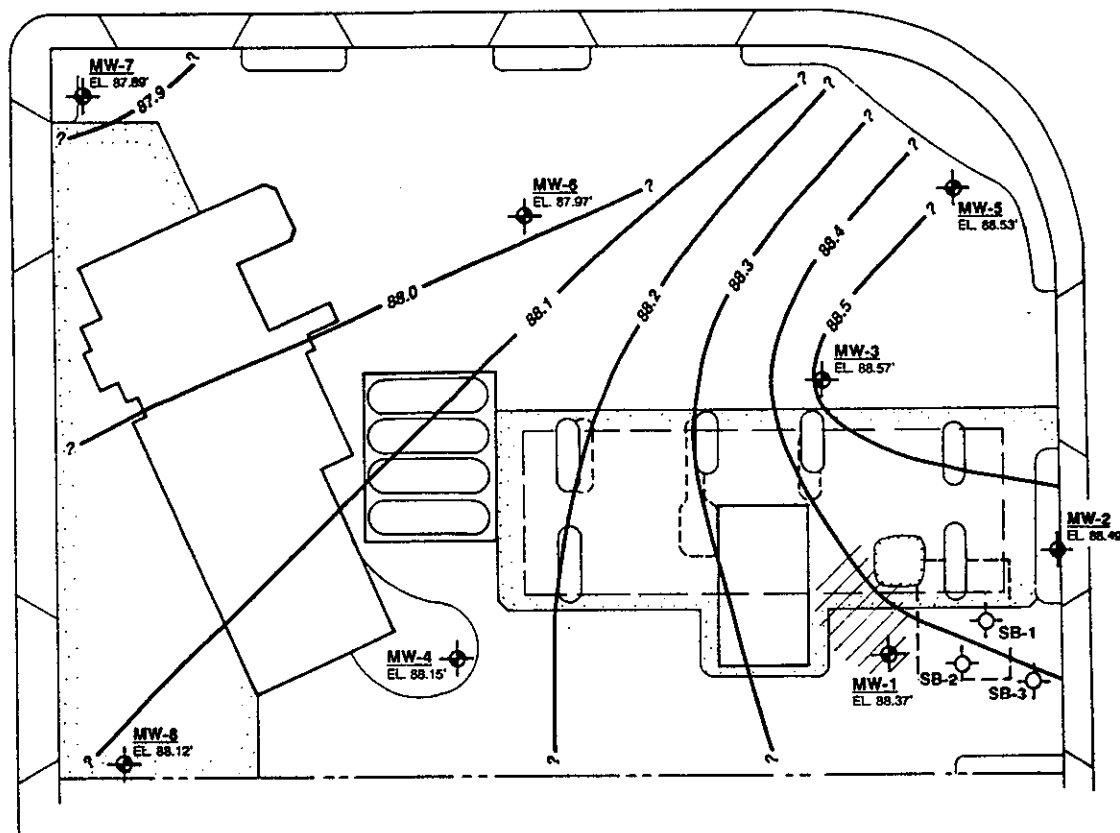 ?
MW-7
EL. 87.89'
87.9
?
?
?
?
?
MW-6
EL. 87.97'
?
MW-5
EL. 88.53'
?
88.0
88.1
88.2
88.3
88.4
88.5
MW-3
EL. 88.57'
?
MW-2
EL. 88.49
SB-1
MW-4
EL. 88.15'
MW-1
EL. 88.37'
SB-2
SB-3
MW-8
EL. 88.12'
?
?
?